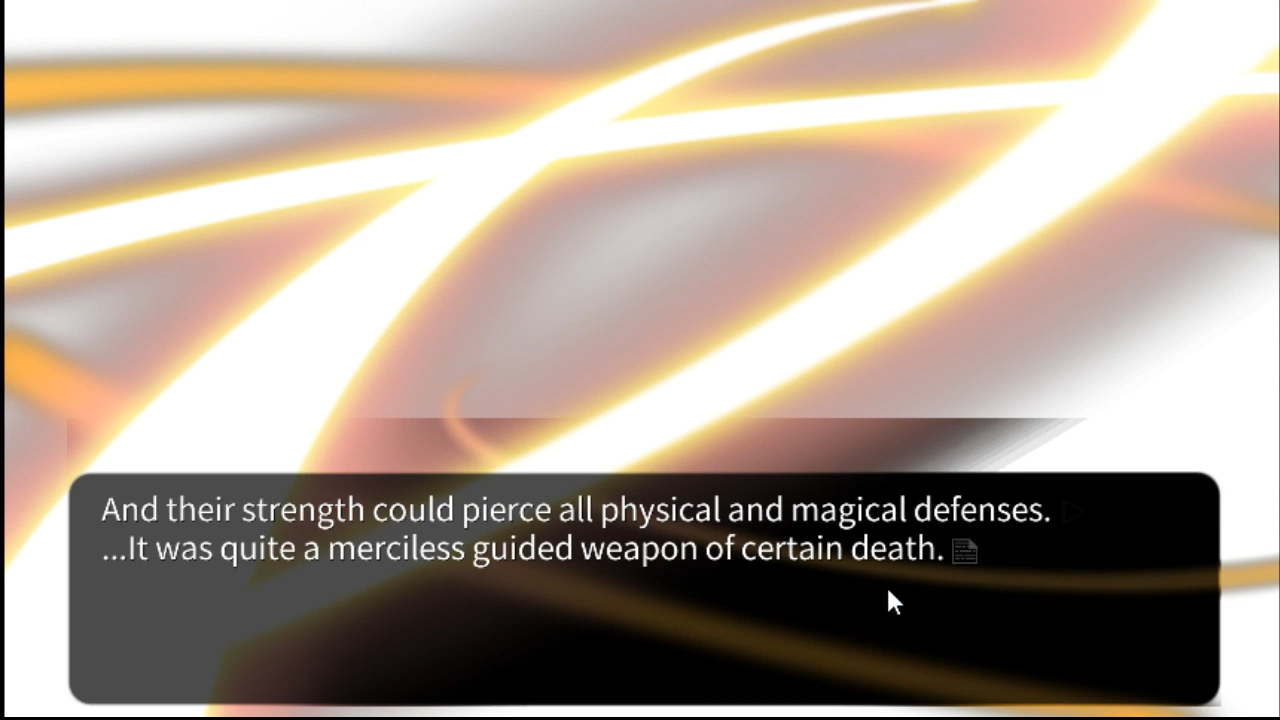 And their strength could pierce all physical and magical defenses.
...It was quite a merciless guided weapon of certain death.